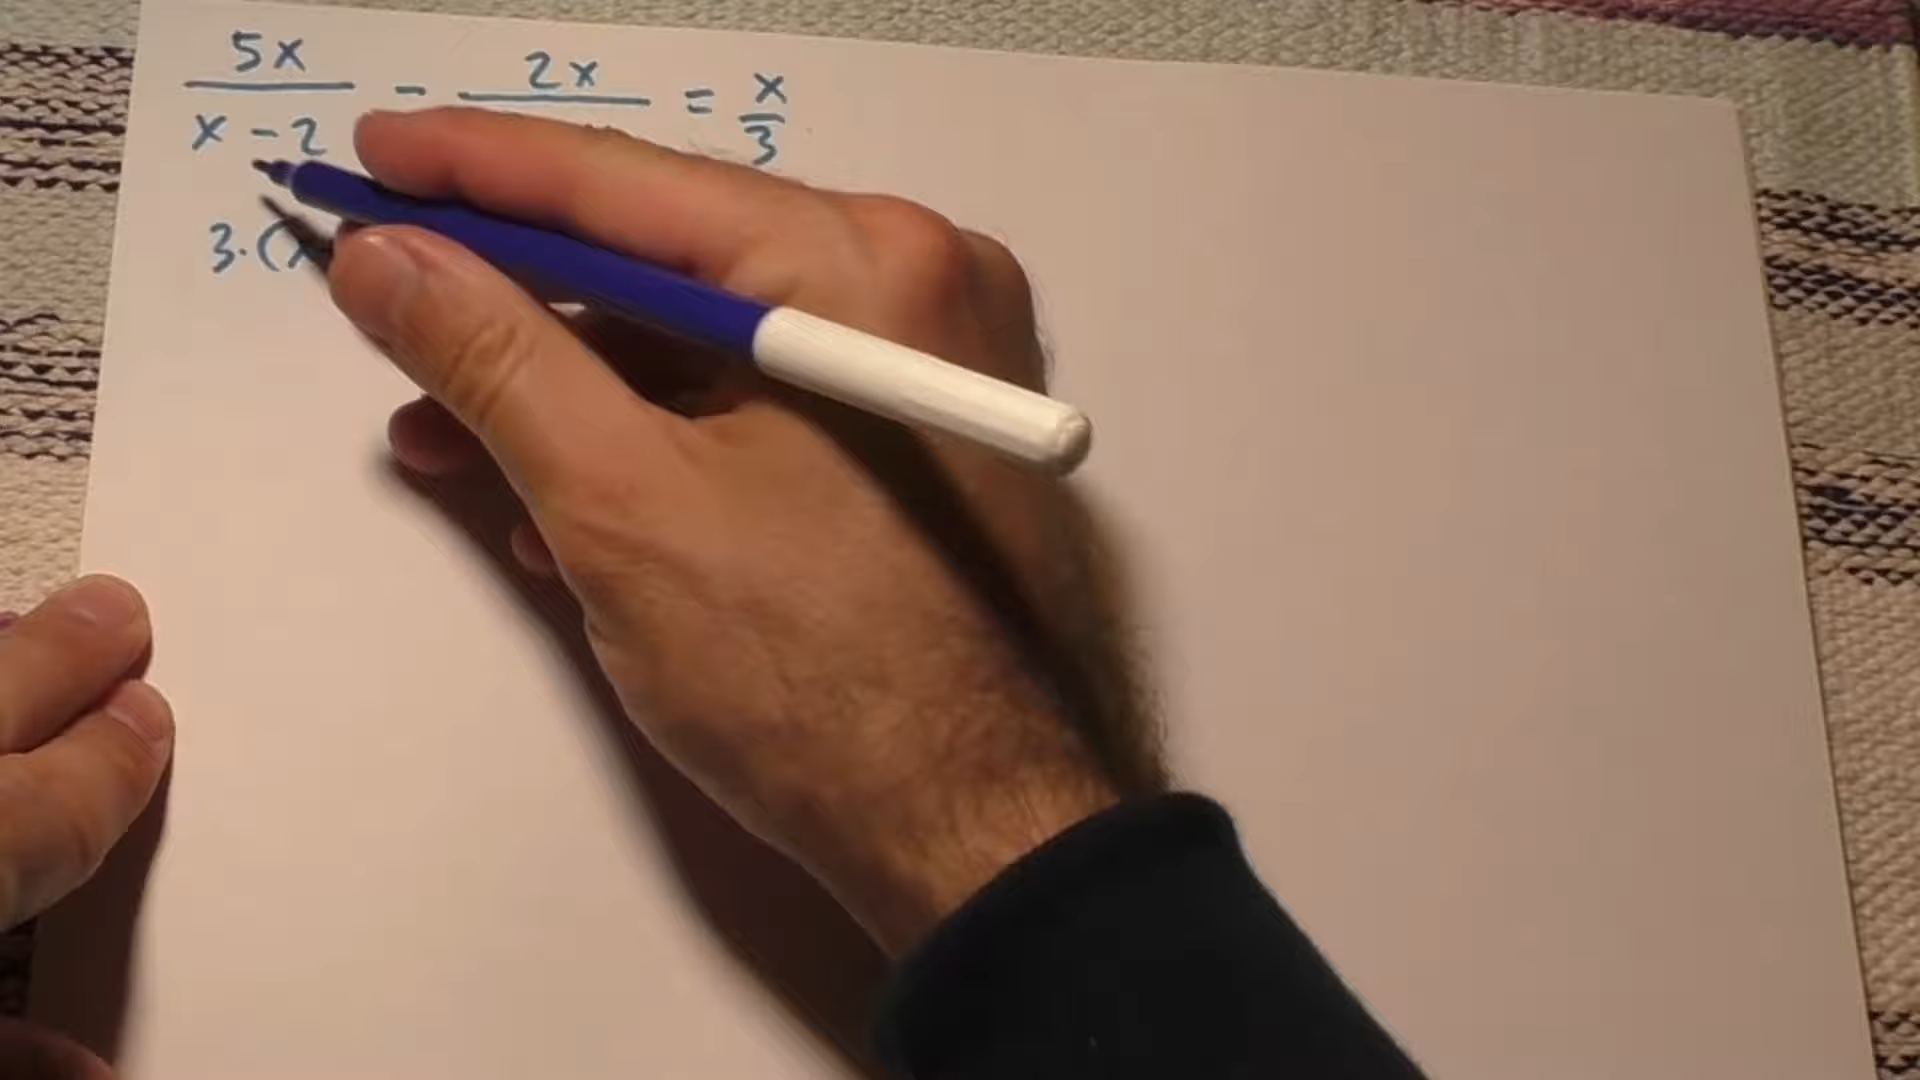 5x / x - 2 - 2x / = x / 3
3·(x